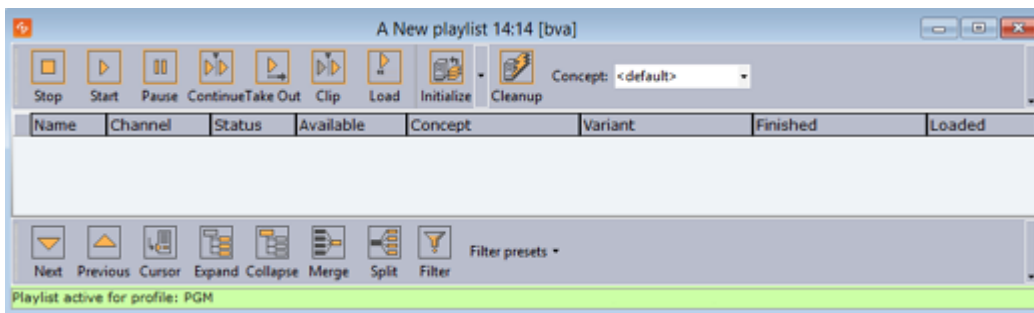 A New playlist 14:14 [bva]
Stop Start Pause Continue Take Out Clip Load Initialize Cleanup Concept: <default>
Name Channel Status Available Concept Variant Finished Loaded
Next Previous Cursor Expand Collapse Merge Split Filter Filter presets
Playlist active for profile: PGM